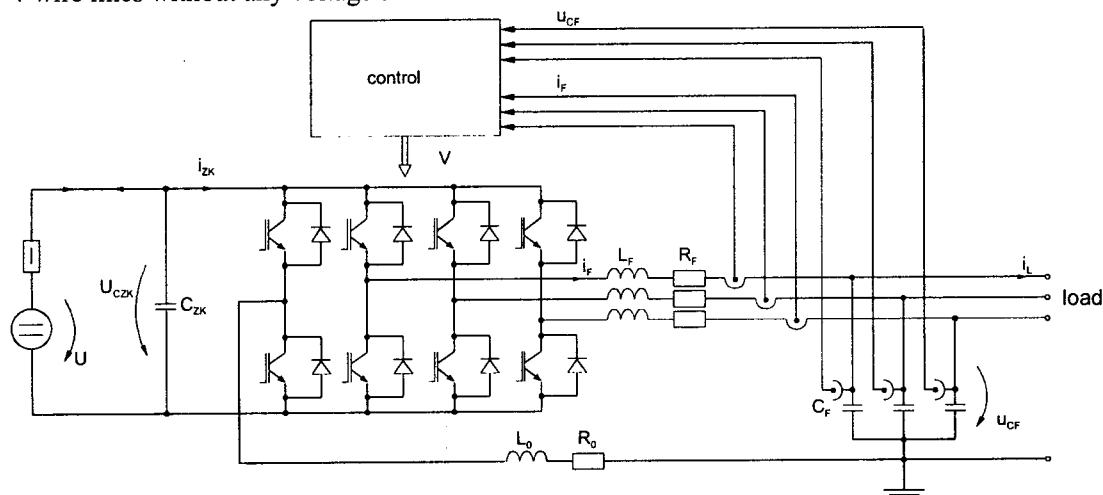 4-wire lines without any voltage
u_CF
control
i_F
V
i_ZK
L_F
R_F
i_F
i_L
load
U_CZK
C_ZK
U
C_F
u_CF
L_0
R_0